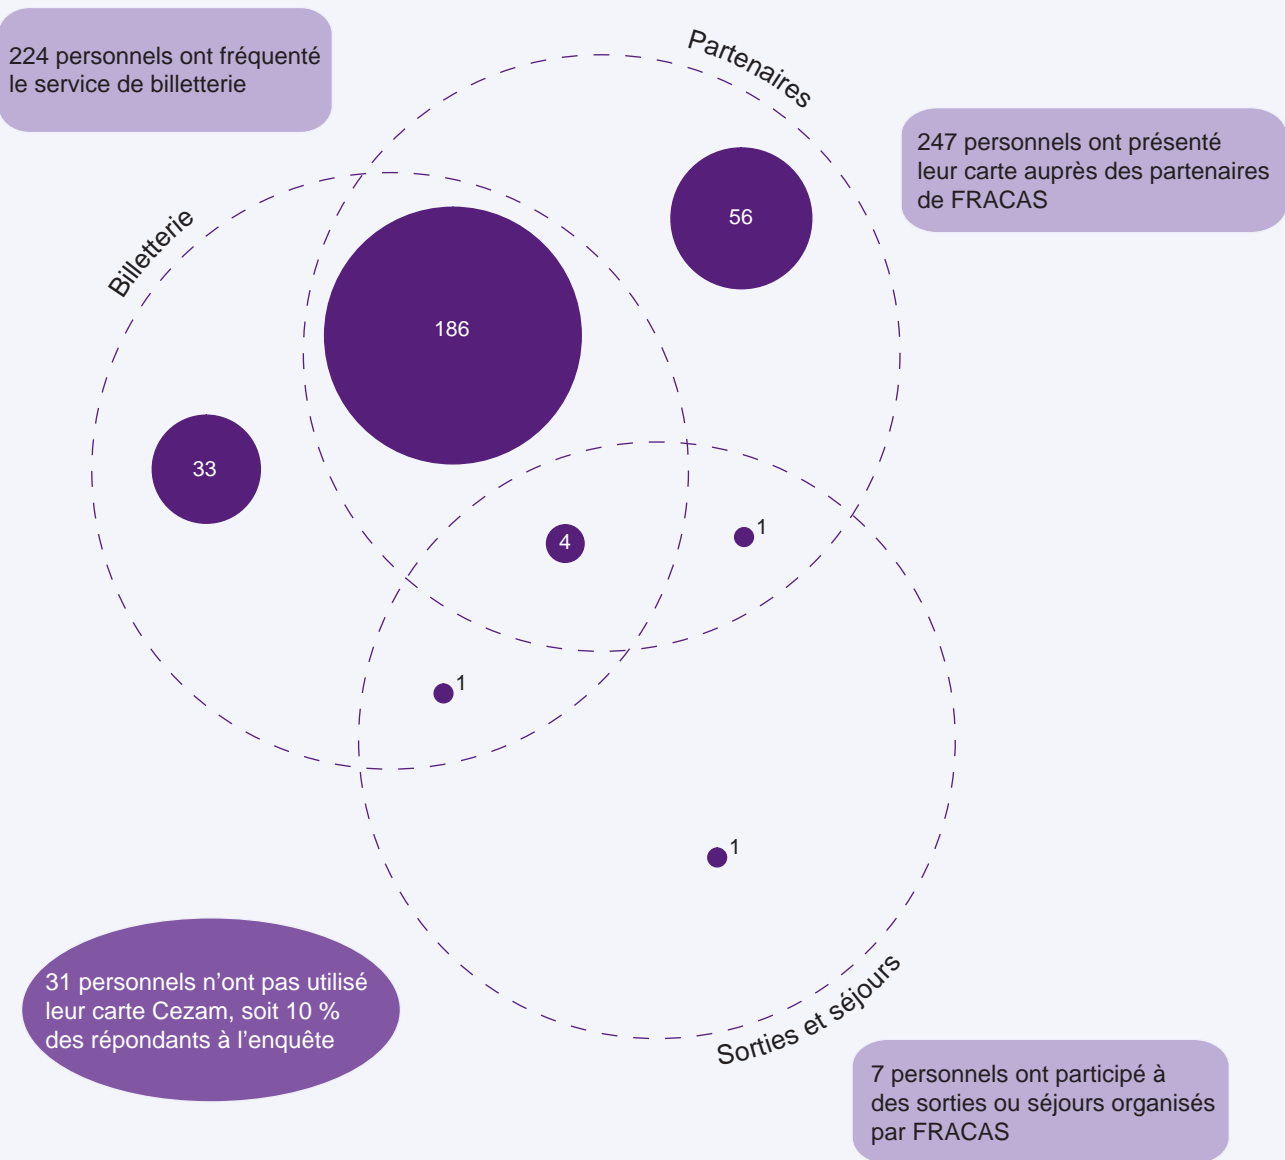 224 personnels ont fréquenté
le service de billetterie
Partenaires
247 personnels ont présenté
leur carte auprès des partenaires
de FRACAS
56
Billetterie
186
33
4
1
1
1
31 personnels n’ont pas utilisé
leur carte Cezam, soit 10 %
des répondants à l’enquête
Sorties et séjours
7 personnels ont participé à
des sorties ou séjours organisés
par FRACAS